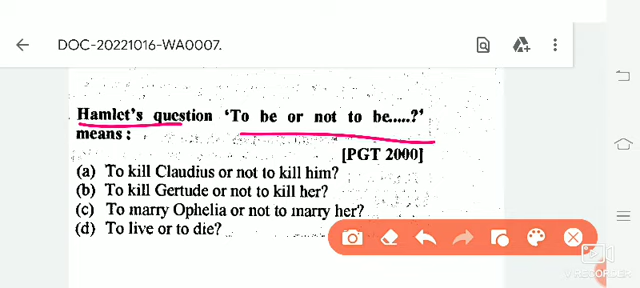 DOC-20221016-WA0007.
Hamlet's question 'To be or not to be.....?'
means :
[PGT 2000]
(a) To kill Claudius or not to kill him?
(b) To kill Gertude or not to kill her?
(c) To marry Ophelia or not to marry her?
(d) To live or to die?
RECORDER